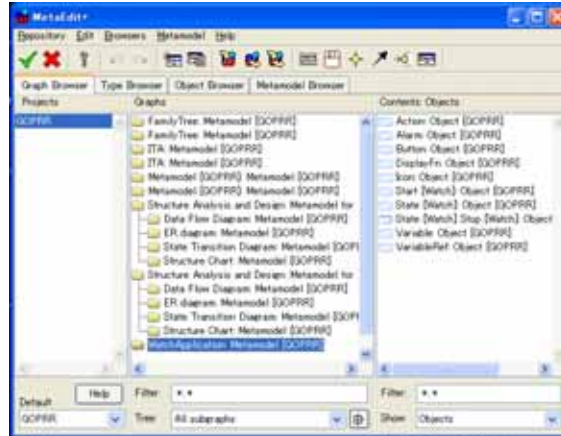 MetaEdit+
Repository Edit Browsers Metamodel Help
Graph Browser Type Browser Object Browser Metamodel Browser
Projects
GOPRR
Graphs
FamilyTree: Metamodel [GOPRR]
FamilyTree: Metamodel [GOPRR]
ITA: Metamodel [GOPRR]
ITA: Metamodel [GOPRR]
Metamodel [GOPRR]: Metamodel [GOPRR]
Metamodel [GOPRR]: Metamodel [GOPRR]
Structure Analysis and Design: Metamodel for
Data Flow Diagram: Metamodel [GOPRR]
ER diagram: Metamodel [GOPRR]
State Transition Diagram: Metamodel [GOPR
Structure Chart: Metamodel [GOPRR]
Structure Analysis and Design: Metamodel for
Data Flow Diagram: Metamodel [GOPRR]
ER diagram: Metamodel [GOPRR]
State Transition Diagram: Metamodel [GOPR
Structure Chart: Metamodel [GOPRR]
WatchApplication: Metamodel [GOPRR]
Contents: Objects
Action: Object [GOPRR]
Alarm: Object [GOPRR]
Button: Object [GOPRR]
DisplayFn: Object [GOPRR]
Icon: Object [GOPRR]
Start [Watch]: Object [GOPRR]
State [Watch]: Object [GOPRR]
State [Watch] Stop [Watch]: Object
Variable: Object [GOPRR]
VariableRef: Object [GOPRR]
Default Help
GOPRR
Filter: *.*
Tree: All subgraphs
Filter: *.*
Show: Objects